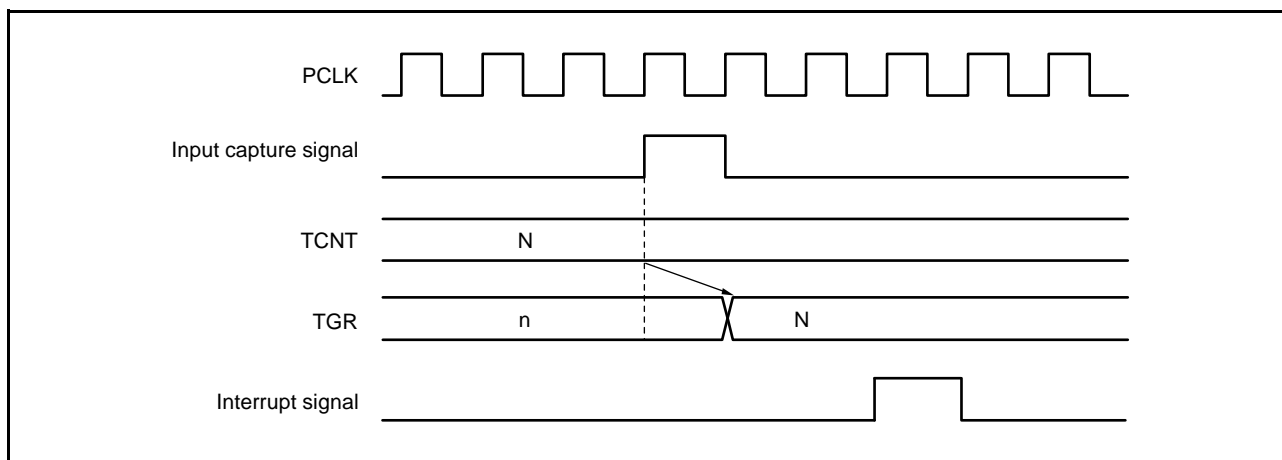 PCLK
Input capture signal
TCNT
N
TGR
n
N
Interrupt signal